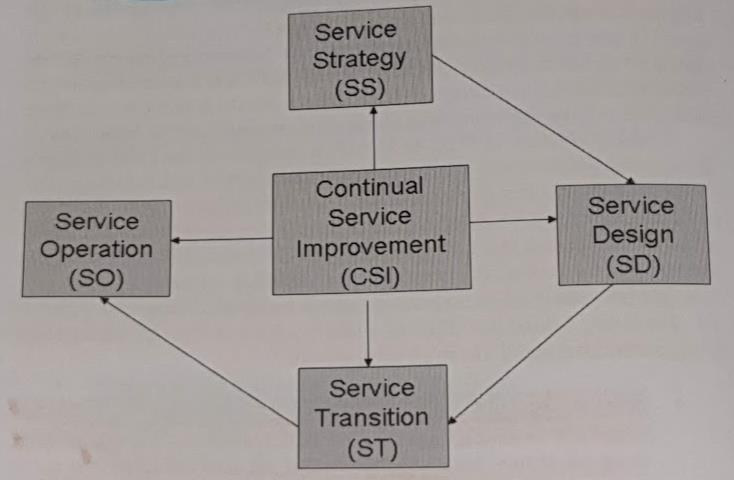 Service
Strategy
(SS)
Continual
Service
Improvement
(CSI)
Service
Operation
(SO)
Service
Design
(SD)
Service
Transition
(ST)